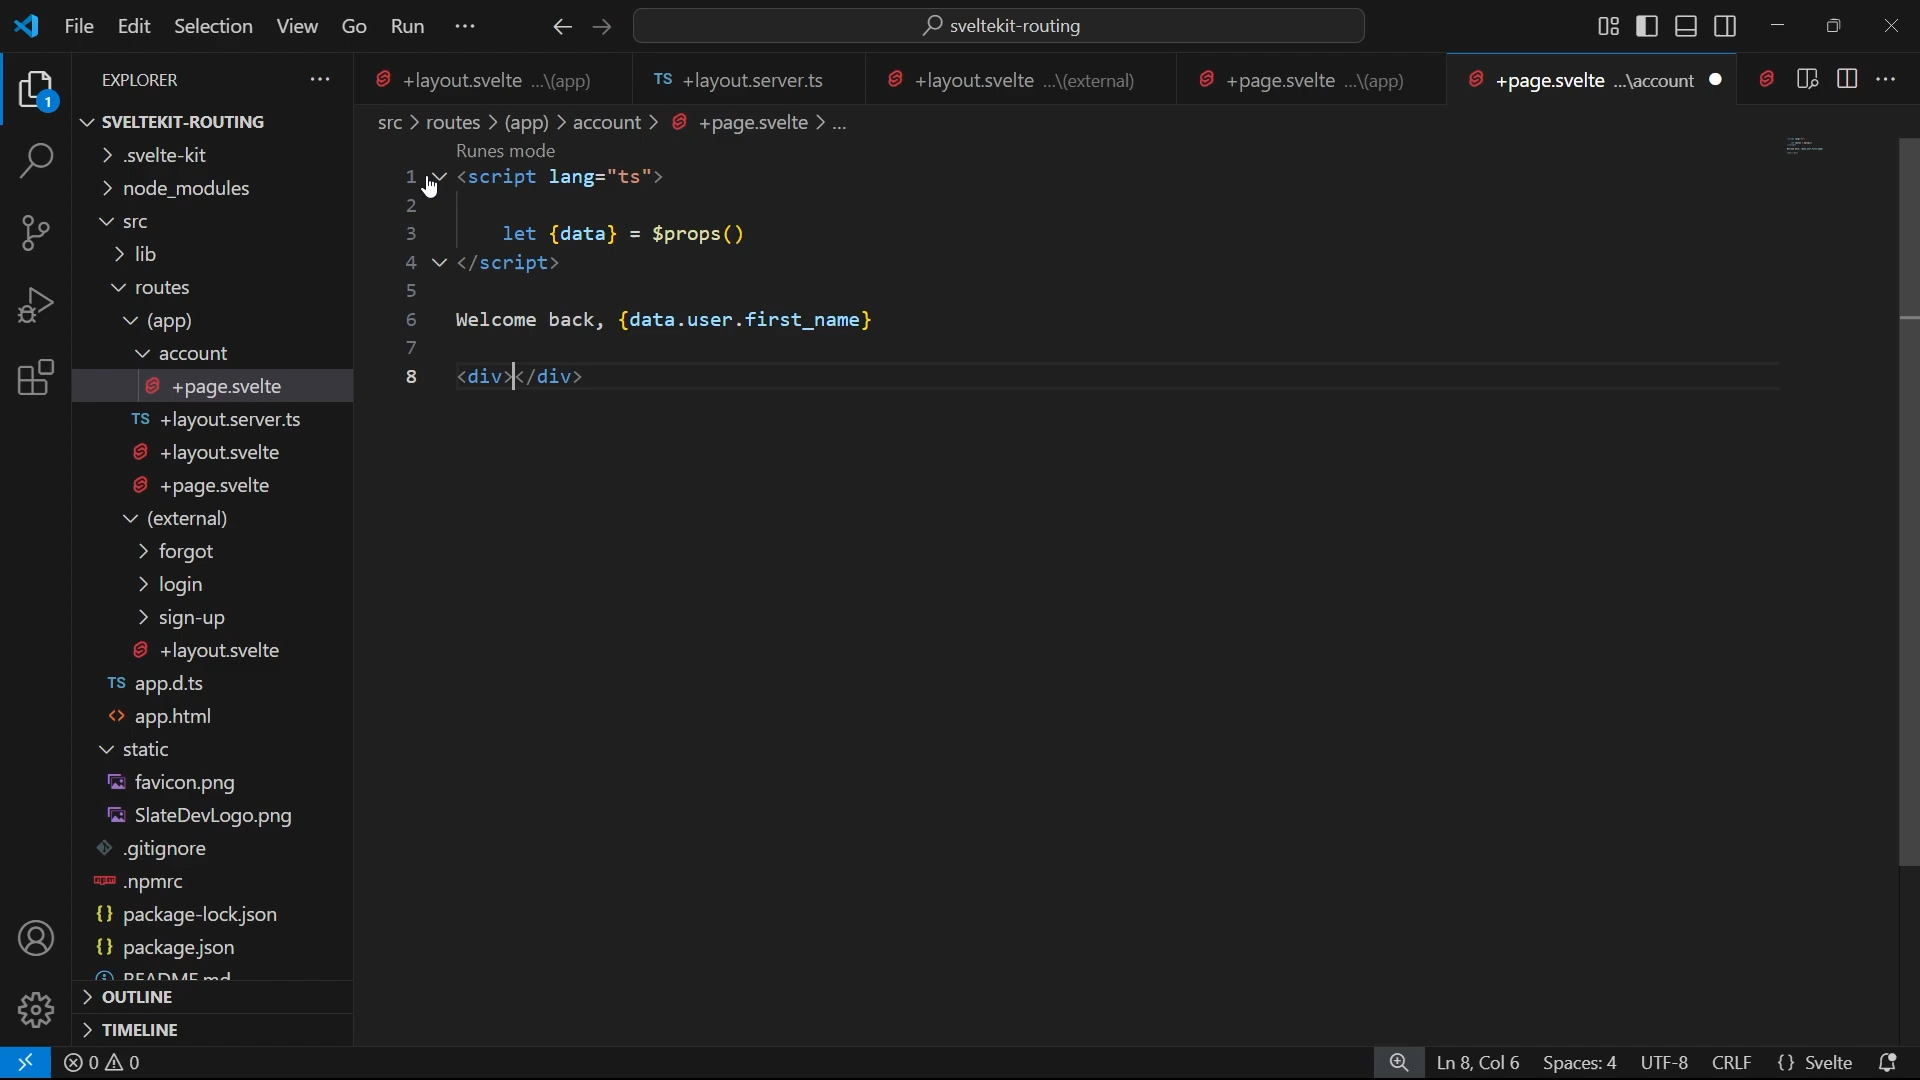 File Edit Selection View Go Run ···
sveltekit-routing
EXPLORER ···
+layout.svelte ...\(app)
TS +layout.server.ts
+layout.svelte ...\(external)
+page.svelte ...\(app)
+page.svelte ...\account
···
1
src > routes > (app) > account > +page.svelte > ...
SVELTEKIT-ROUTING
.svelte-kit
node_modules
src
lib
routes
(app)
account
+page.svelte
TS +layout.server.ts
+layout.svelte
+page.svelte
(external)
forgot
login
sign-up
+layout.svelte
TS app.d.ts
<> app.html
static
favicon.png
SlateDevLogo.png
.gitignore
npm .npmrc
{} package-lock.json
{} package.json
README.md
OUTLINE
TIMELINE
Runes mode
1 <script lang="ts">
2
3 let {data} = $props()
4 </script>
5
6 Welcome back, {data.user.first_name}
7
8 <div></div>
0 0
Ln 8, Col 6 Spaces: 4 UTF-8 CRLF {} Svelte